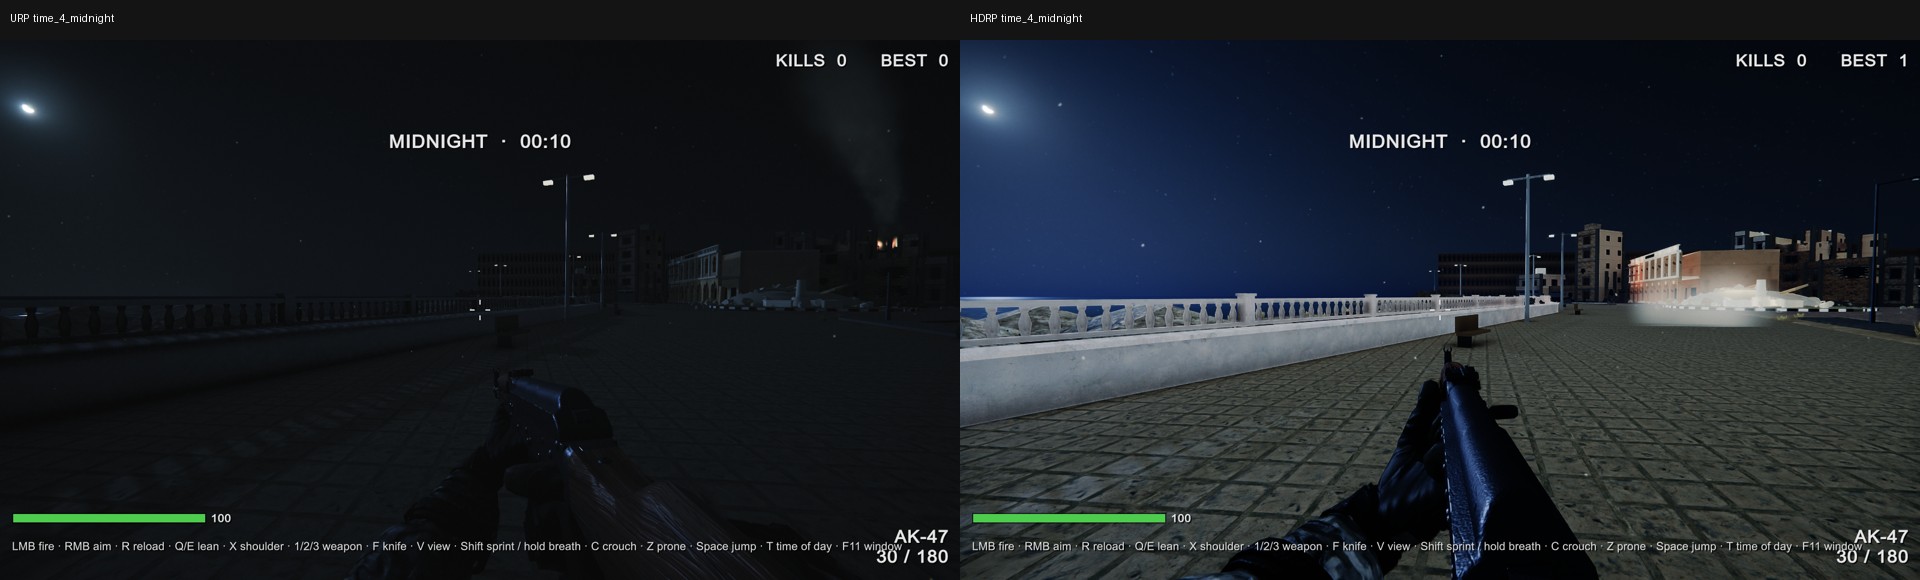 URP time_4_midnight
KILLS 0 BEST 0
MIDNIGHT · 00:10
100
AK-47
LMB fire · RMB aim · R reload · Q/E lean · X shoulder · 1/2/3 weapon · F knife · V view · Shift sprint / hold breath · C crouch · Z prone · Space jump · T time of day · F11 window
30 / 180
HDRP time_4_midnight
KILLS 0 BEST 1
MIDNIGHT · 00:10
100
AK-47
LMB fire · RMB aim · R reload · Q/E lean · X shoulder · 1/2/3 weapon · F knife · V view · Shift sprint / hold breath · C crouch · Z prone · Space jump · T time of day · F11 window
30 / 180